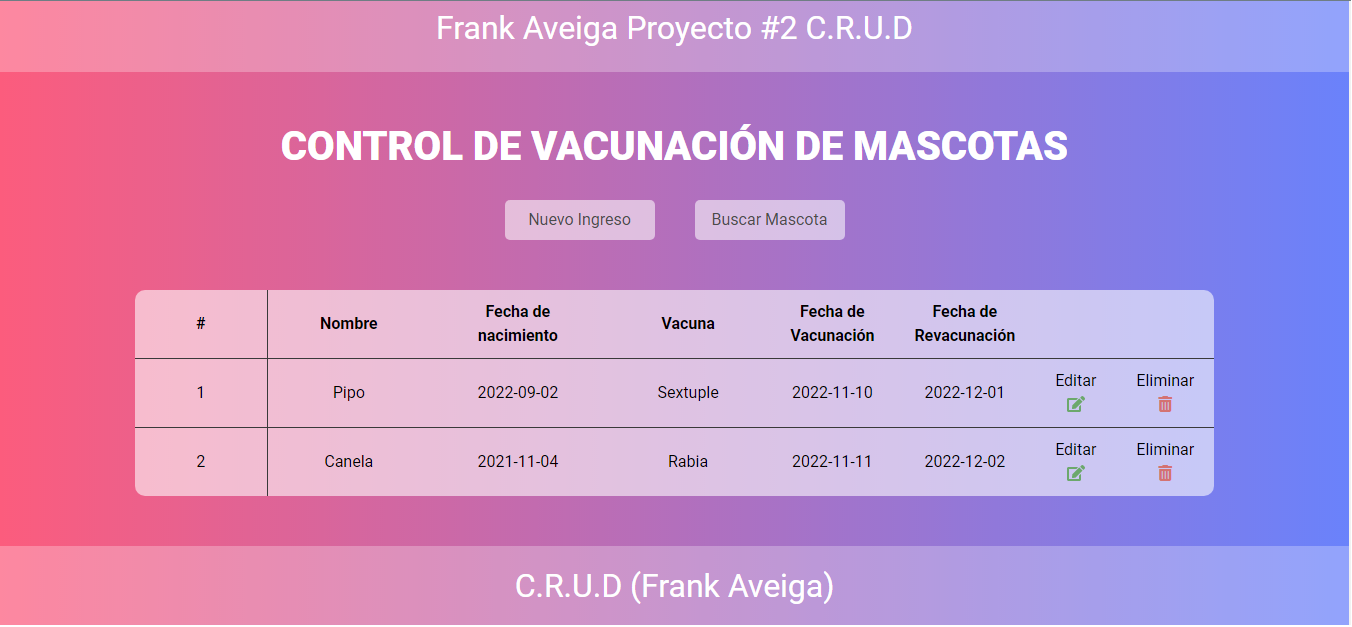 Frank Aveiga Proyecto #2 C.R.U.D
CONTROL DE VACUNACIÓN DE MASCOTAS
Nuevo Ingreso Buscar Mascota
# Nombre Fecha de nacimiento Vacuna Fecha de Vacunación Fecha de Revacunación
1 Pipo 2022-09-02 Sextuple 2022-11-10 2022-12-01 Editar Eliminar
2 Canela 2021-11-04 Rabia 2022-11-11 2022-12-02 Editar Eliminar
C.R.U.D (Frank Aveiga)